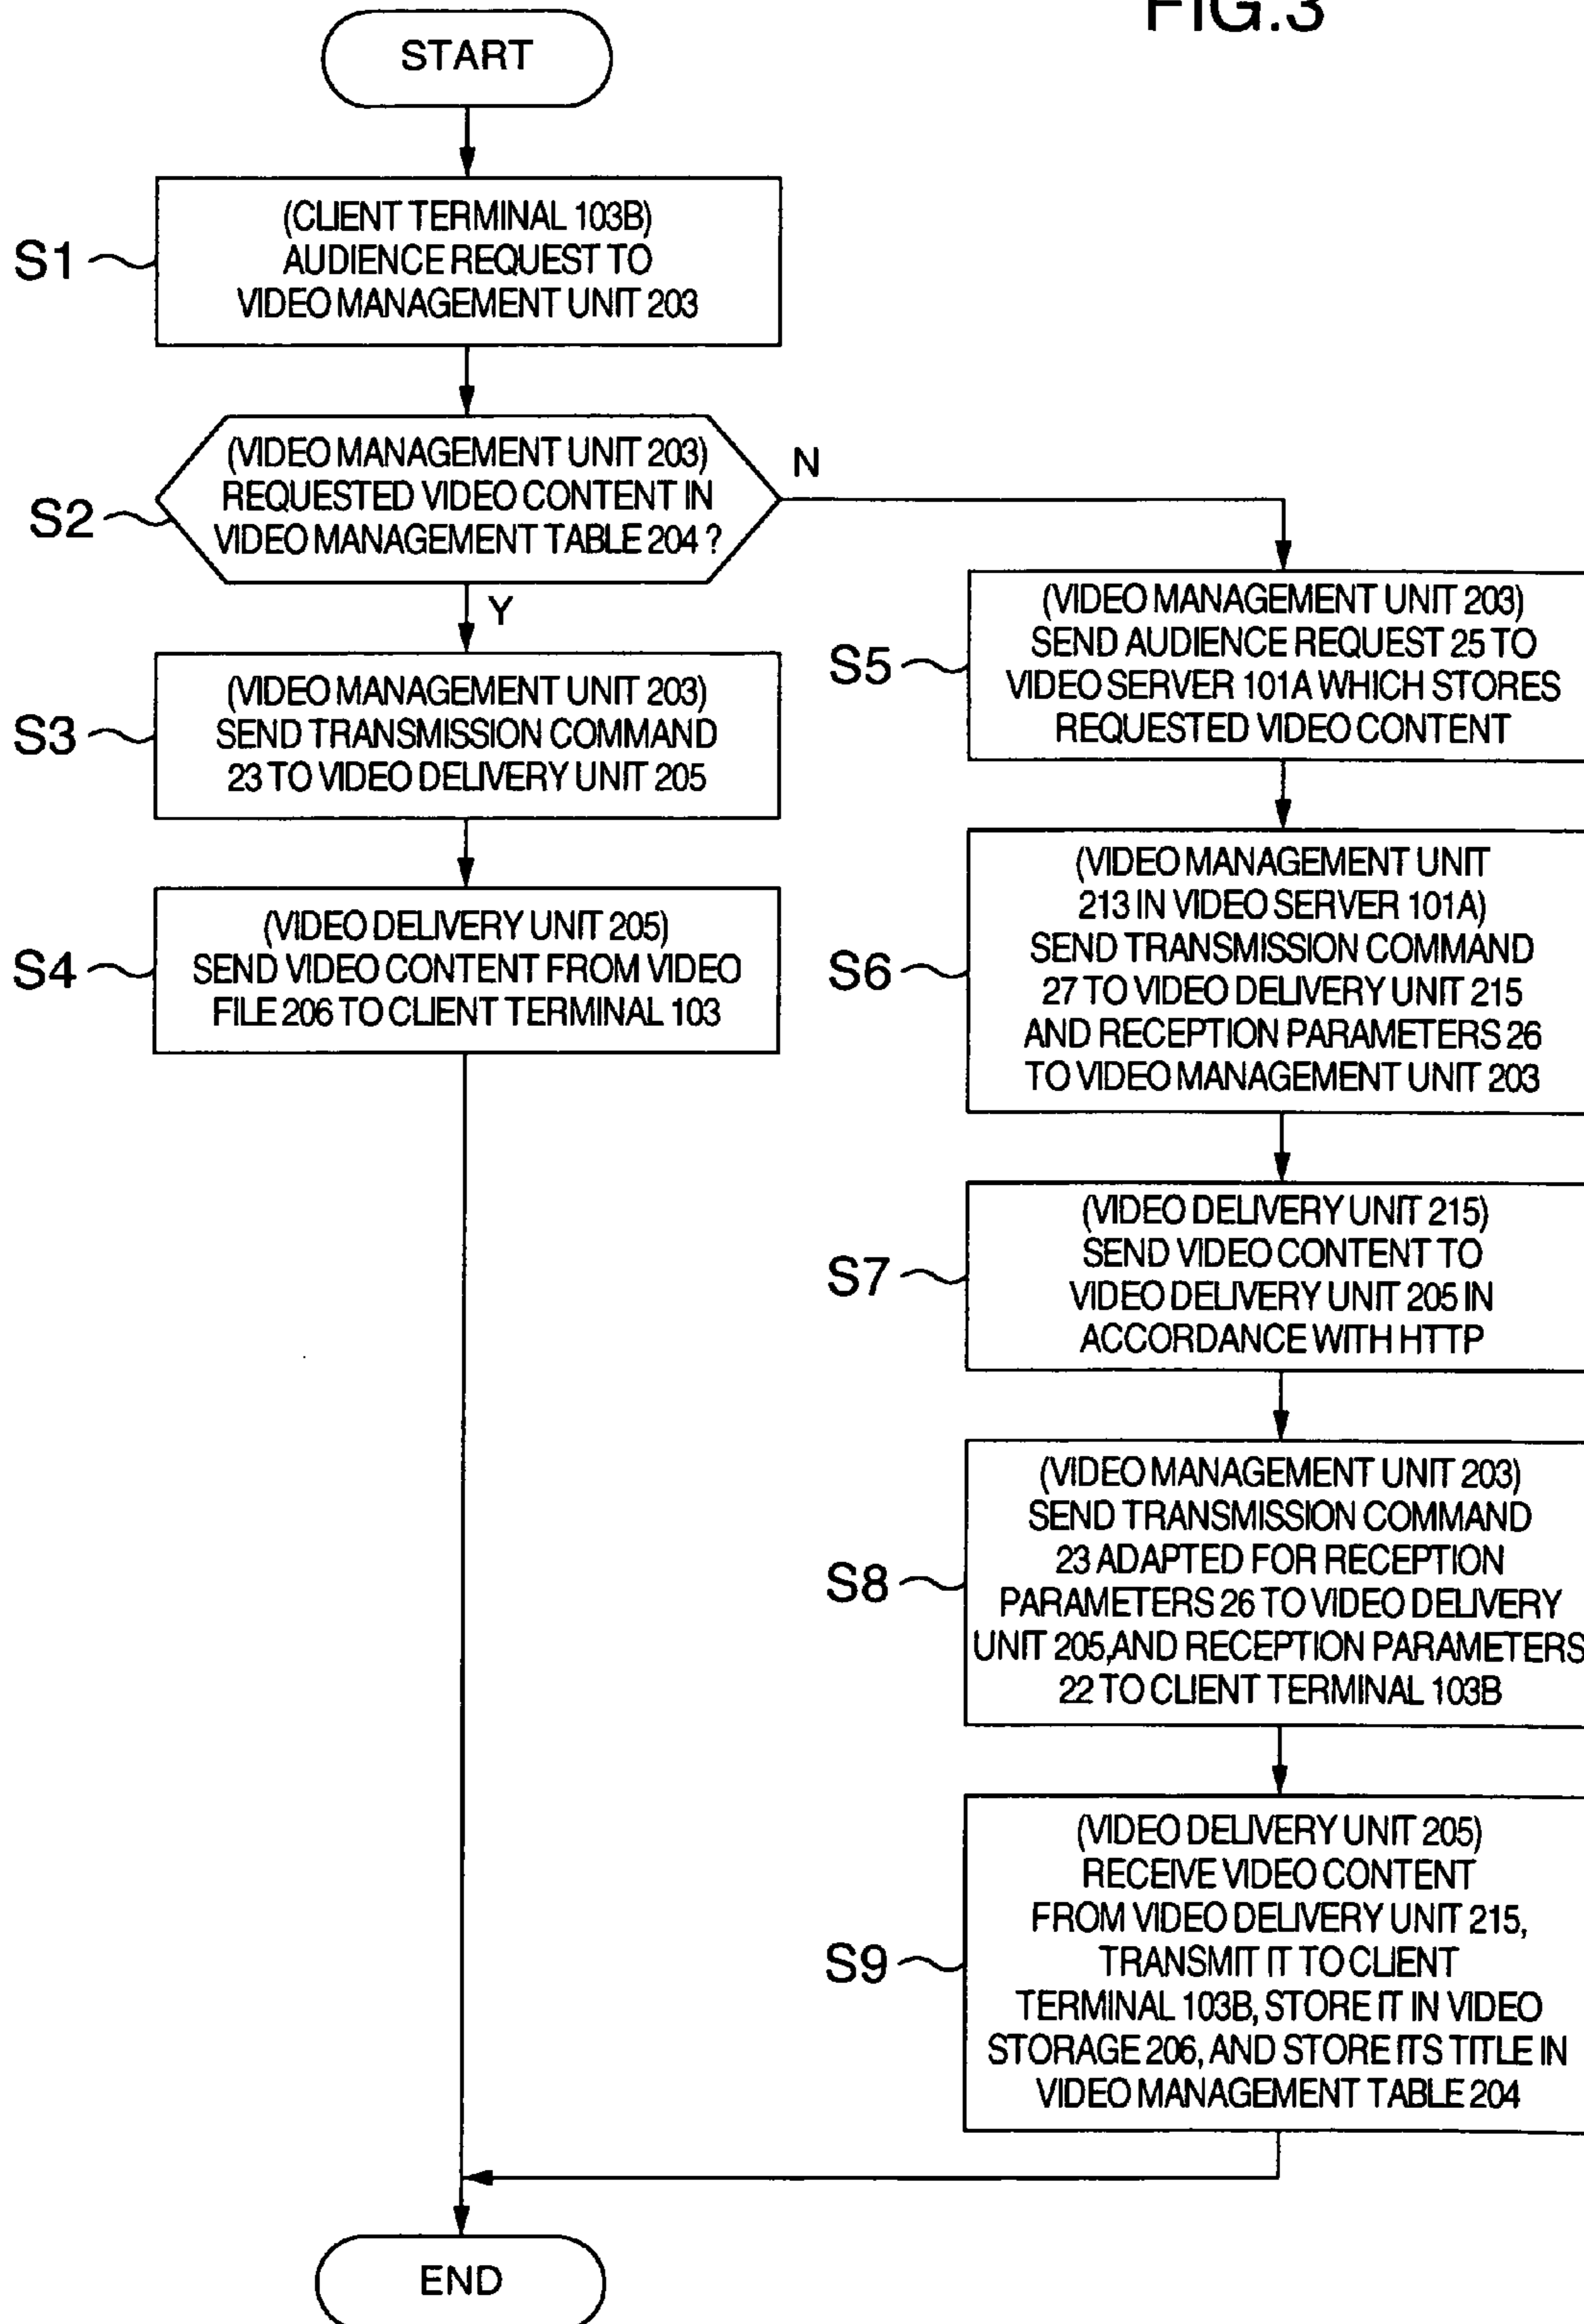 FIG.3
START
S1
(CLIENT TERMINAL 103B)
AUDIENCE REQUEST TO
VIDEO MANAGEMENT UNIT 203
S2
(VIDEO MANAGEMENT UNIT 203)
REQUESTED VIDEO CONTENT IN
VIDEO MANAGEMENT TABLE 204 ?
N
Y
S3
(VIDEO MANAGEMENT UNIT 203)
SEND TRANSMISSION COMMAND
23 TO VIDEO DELIVERY UNIT 205
S4
(VIDEO DELIVERY UNIT 205)
SEND VIDEO CONTENT FROM VIDEO
FILE 206 TO CLIENT TERMINAL 103
S5
(VIDEO MANAGEMENT UNIT 203)
SEND AUDIENCE REQUEST 25 TO
VIDEO SERVER 101A WHICH STORES
REQUESTED VIDEO CONTENT
S6
(VIDEO MANAGEMENT UNIT
213 IN VIDEO SERVER 101A)
SEND TRANSMISSION COMMAND
27 TO VIDEO DELIVERY UNIT 215
AND RECEPTION PARAMETERS 26
TO VIDEO MANAGEMENT UNIT 203
S7
(VIDEO DELIVERY UNIT 215)
SEND VIDEO CONTENT TO
VIDEO DELIVERY UNIT 205 IN
ACCORDANCE WITH HTTP
S8
(VIDEO MANAGEMENT UNIT 203)
SEND TRANSMISSION COMMAND
23 ADAPTED FOR RECEPTION
PARAMETERS 26 TO VIDEO DELIVERY
UNIT 205,AND RECEPTION PARAMETERS
22 TO CLIENT TERMINAL 103B
S9
(VIDEO DELIVERY UNIT 205)
RECEIVE VIDEO CONTENT
FROM VIDEO DELIVERY UNIT 215,
TRANSMIT IT TO CLIENT
TERMINAL 103B, STORE IT IN VIDEO
STORAGE 206, AND STORE ITS TITLE IN
VIDEO MANAGEMENT TABLE 204
END